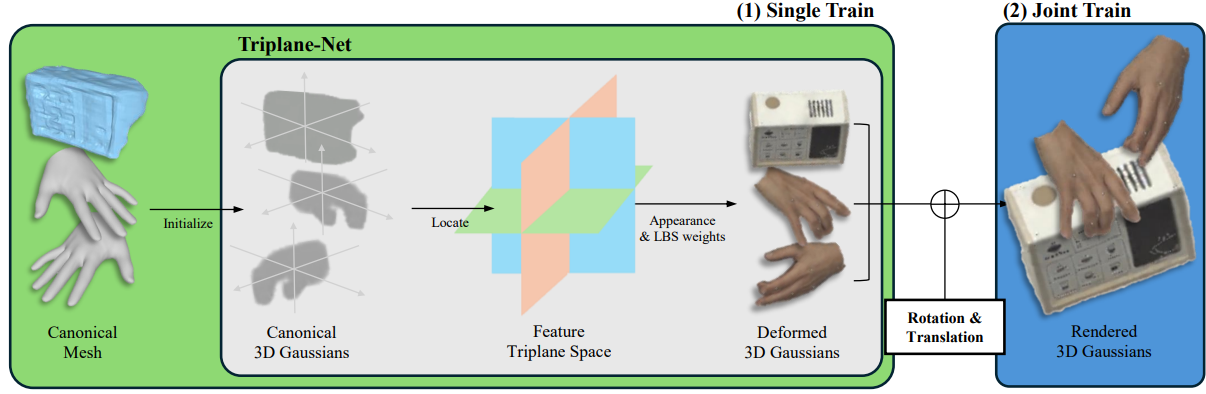 (1) Single Train
(2) Joint Train
Triplane-Net
Initialize
Locate
Appearance
& LBS weights
Rotation &
Translation
Canonical
Mesh
Canonical
3D Gaussians
Feature
Triplane Space
Deformed
3D Gaussians
Rendered
3D Gaussians